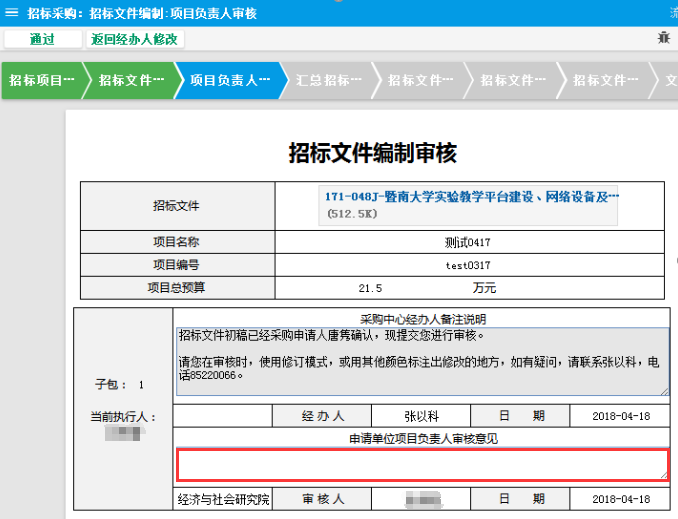 招标采购: 招标文件编制:项目负责人审核
流
通过 返回经办人修改
招标项目… 招标文件… 项目负责人… 汇总招标… 招标文件… 招标文件… 招标文件… 文
招标文件编制审核
招标文件 171-048J-暨南大学实验教学平台建设、网络设备及…
(512.5K)
项目名称 测试0417
项目编号 test0317
项目总预算 21.5 万元
子包: 1
当前执行人:
采购中心经办人备注说明
招标文件初稿已经采购申请人唐隽确认,现提交您进行审核。
请您在审核时,使用修订模式,或用其他颜色标注出修改的地方,如有疑问,请联系张以科,电
话85220066。
经 办 人 张以科 日 期 2018-04-18
申请单位项目负责人审核意见
经济与社会研究院 审 核 人 日 期 2018-04-18